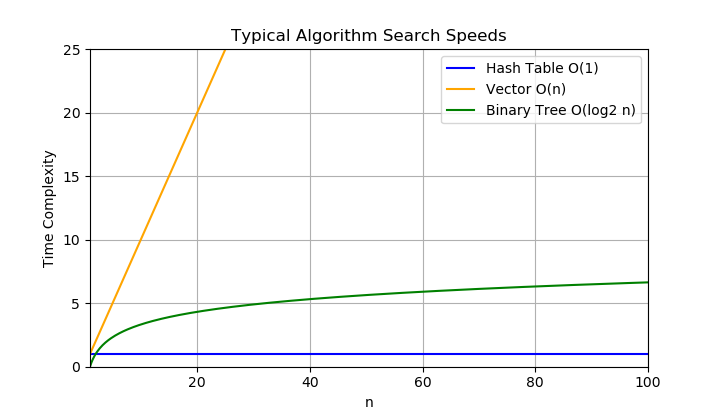 Typical Algorithm Search Speeds
Hash Table O(1)
Vector O(n)
Binary Tree O(log2 n)
Time Complexity
25
20
15
10
5
0
20 40 60 80 100
n